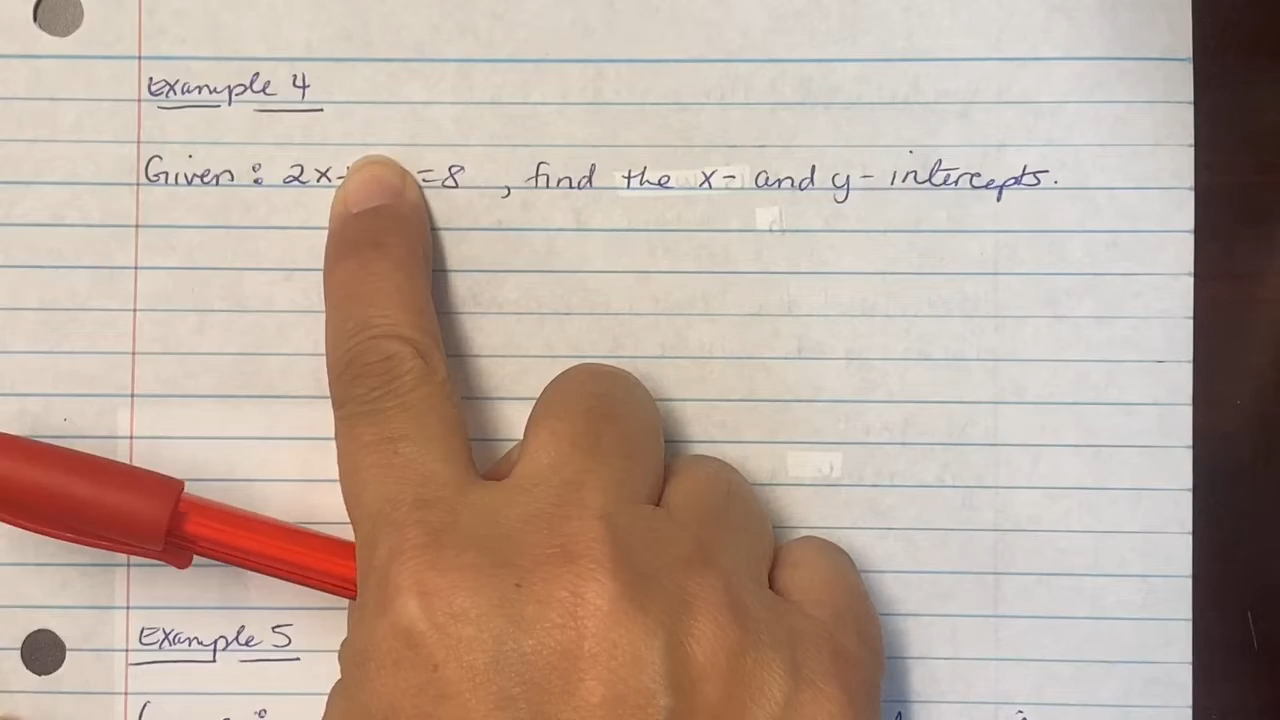 Example 4
Given: 2x =8 , find the x- and y-intercepts.
Example 5